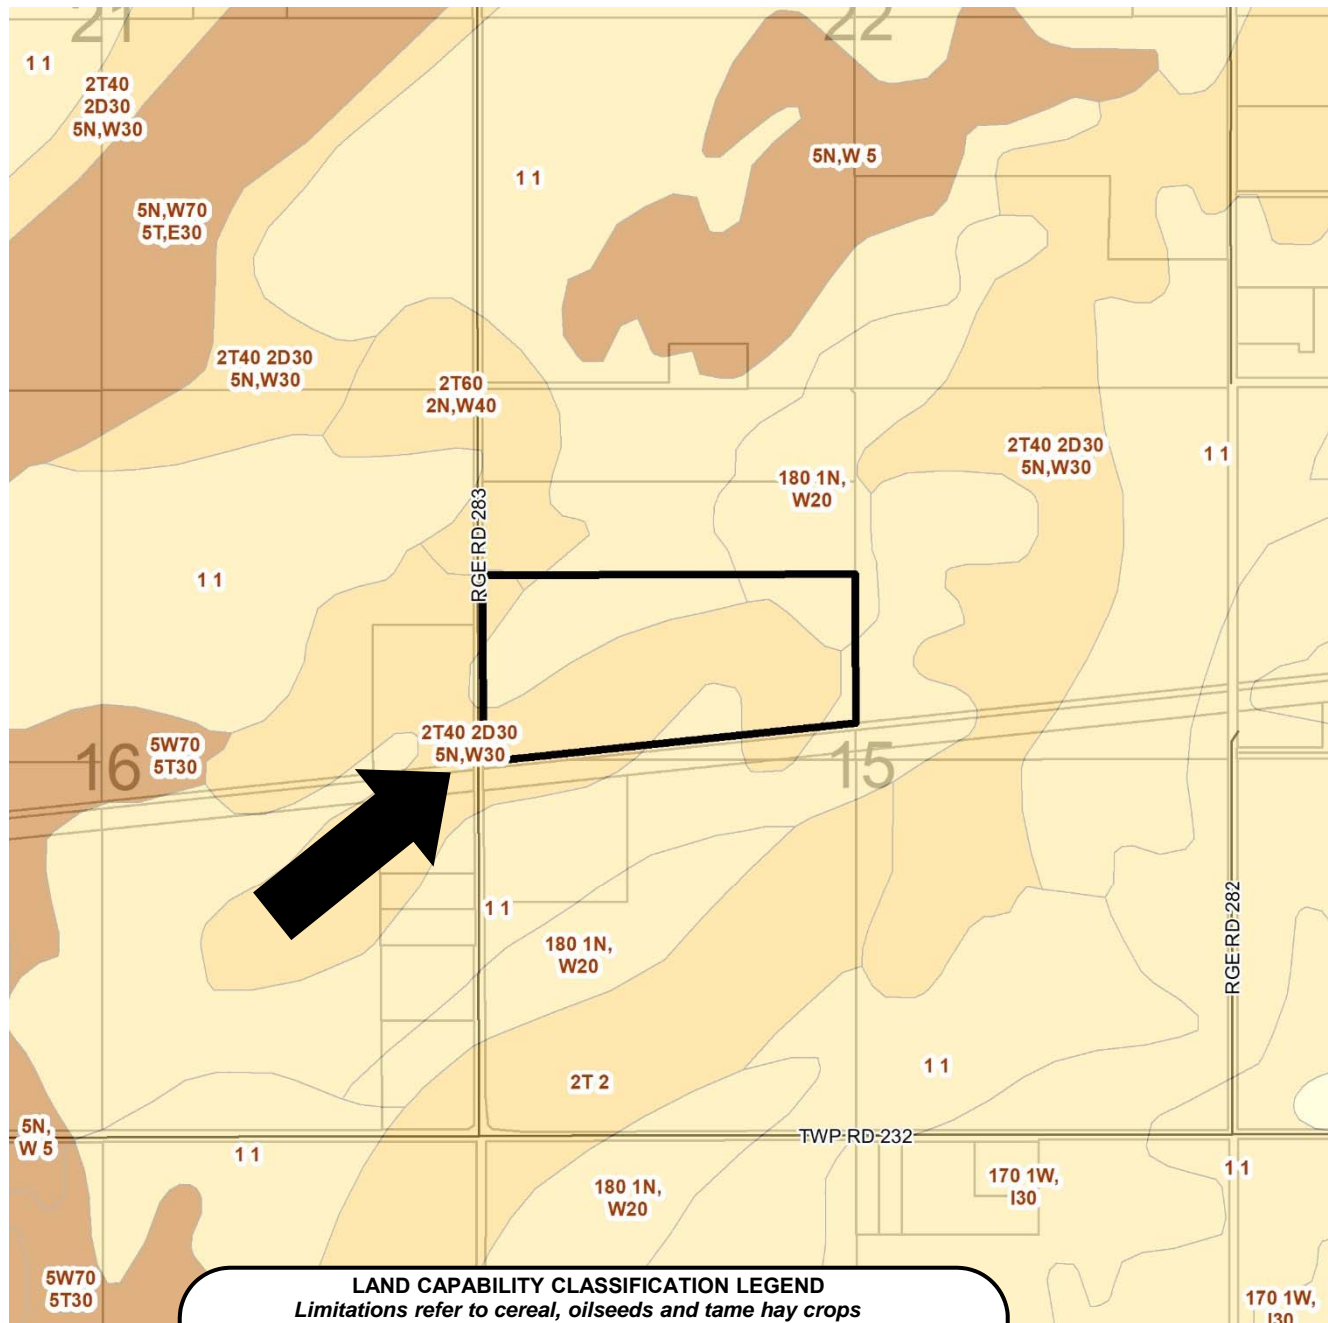 21
22
1 1
2T40
2D30
5N,W30
5N,W 5
1 1
5N,W70
5T,E30
2T40 2D30
5N,W30
2T60
2N,W40
2T40 2D30
5N,W30
1 1
180 1N,
W20
RGE RD 283
1 1
2T40 2D30
5N,W30
16
5W70
5T30
15
1 1
180 1N,
W20
RGE RD 282
1 1
2T 2
5N,
W 5
TWP RD 232
1 1
1 1
170 1W,
I30
180 1N,
W20
5W70
5T30
170 1W,
I30
LAND CAPABILITY CLASSIFICATION LEGEND
Limitations refer to cereal, oilseeds and tame hay crops